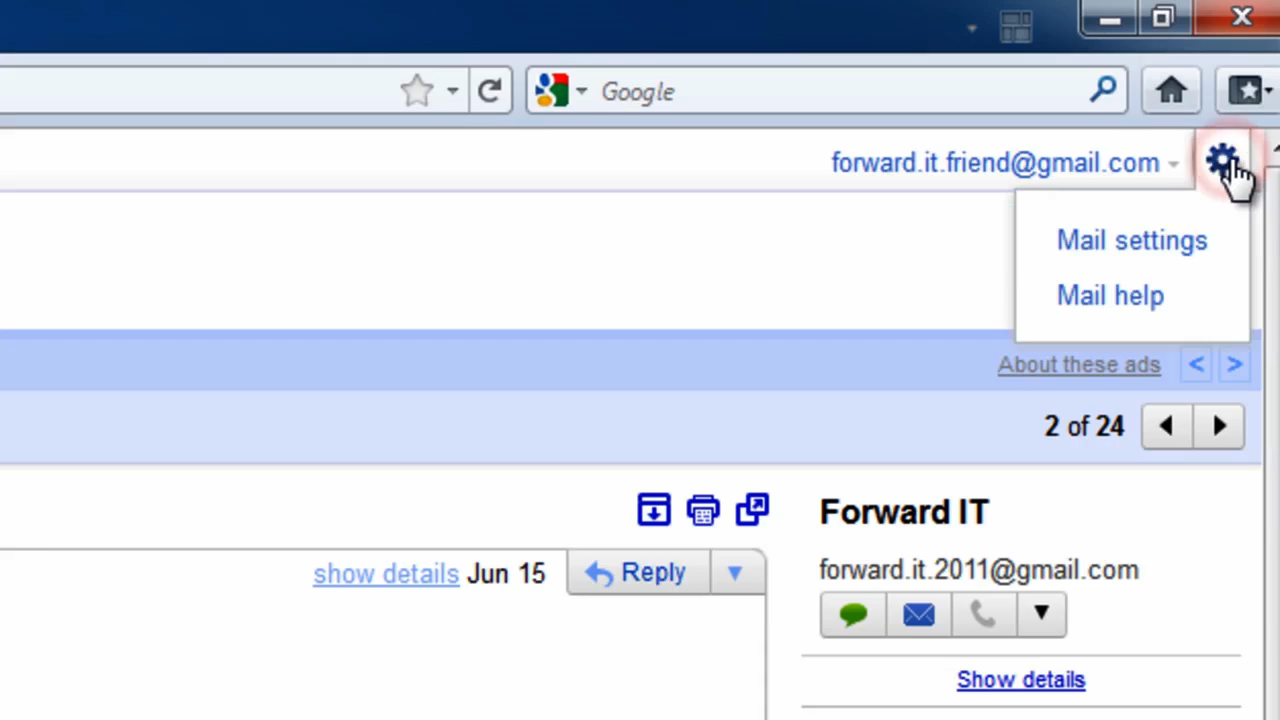 Google
forward.it.friend@gmail.com
Mail settings
Mail help
About these ads < >
2 of 24
Forward IT
show details Jun 15 Reply
forward.it.2011@gmail.com
Show details